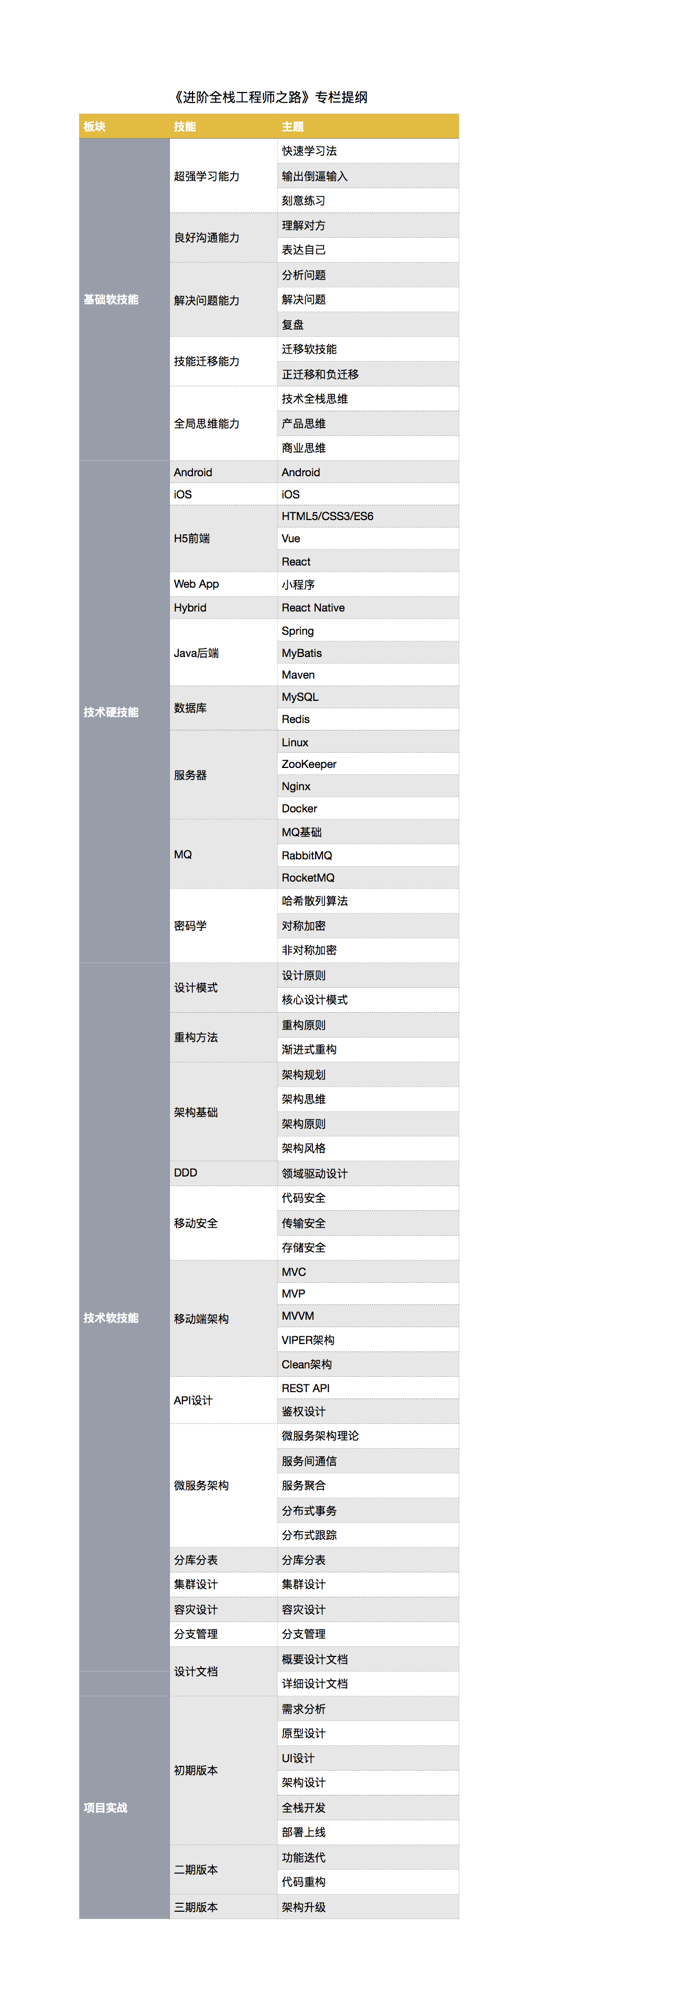 《进阶全栈工程师之路》专栏提纲
板块 技能 主题
基础软技能
超强学习能力
快速学习法
输出倒逼输入
刻意练习
良好沟通能力
理解对方
表达自己
解决问题能力
分析问题
解决问题
复盘
技能迁移能力
迁移软技能
正迁移和负迁移
全局思维能力
技术全栈思维
产品思维
商业思维
技术硬技能
Android Android
iOS iOS
H5前端
HTML5/CSS3/ES6
Vue
React
Web App 小程序
Hybrid React Native
Java后端
Spring
MyBatis
Maven
数据库
MySQL
Redis
服务器
Linux
ZooKeeper
Nginx
Docker
MQ
MQ基础
RabbitMQ
RocketMQ
密码学
哈希散列算法
对称加密
非对称加密
技术软技能
设计模式
设计原则
核心设计模式
重构方法
重构原则
渐进式重构
架构基础
架构规划
架构思维
架构原则
架构风格
DDD 领域驱动设计
移动安全
代码安全
传输安全
存储安全
移动端架构
MVC
MVP
MVVM
VIPER架构
Clean架构
API设计
REST API
鉴权设计
微服务架构
微服务架构理论
服务间通信
服务聚合
分布式事务
分布式跟踪
分库分表 分库分表
集群设计 集群设计
容灾设计 容灾设计
分支管理 分支管理
设计文档
概要设计文档
详细设计文档
项目实战
初期版本
需求分析
原型设计
UI设计
架构设计
全栈开发
部署上线
二期版本
功能迭代
代码重构
三期版本 架构升级